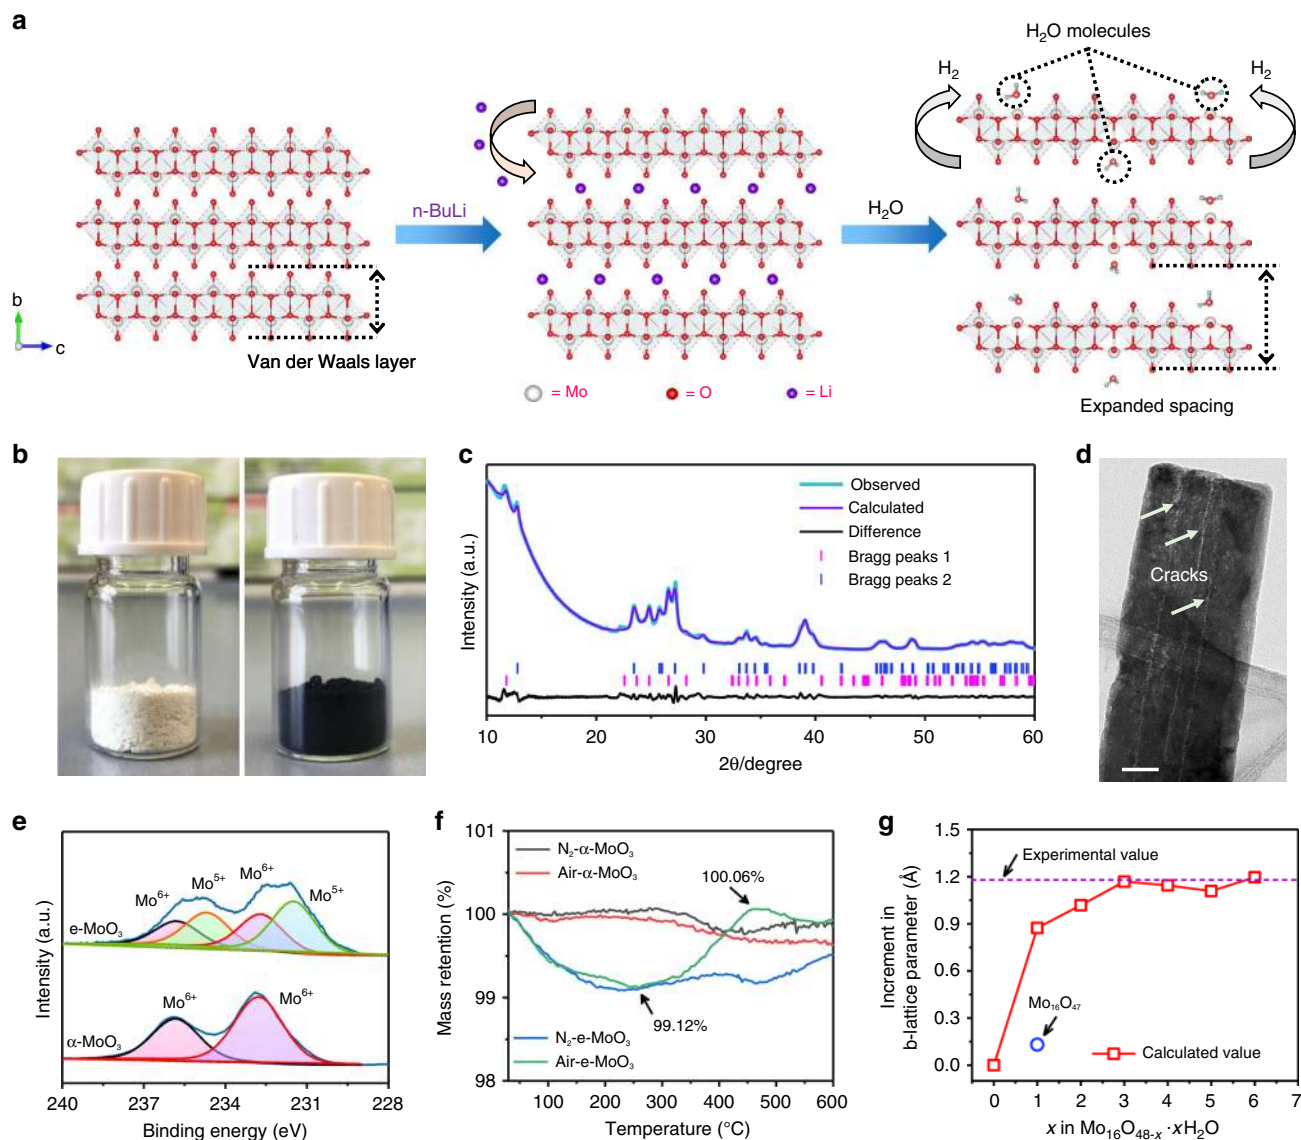 a
H₂O molecules
H₂
H₂
n-BuLi
H₂O
b
c
Van der Waals layer
= Mo
= O
= Li
Expanded spacing
b
c
Observed
Calculated
Difference
Bragg peaks 1
Bragg peaks 2
Intensity (a.u.)
10
20
30
40
50
60
2θ/degree
d
Cracks
e
Mo⁶⁺
Mo⁵⁺
Mo⁶⁺
Mo⁵⁺
e-MoO₃
Mo⁶⁺
Mo⁶⁺
α-MoO₃
Intensity (a.u.)
240
237
234
231
228
Binding energy (eV)
f
101
100
99
98
Mass retention (%)
N₂-α-MoO₃
Air-α-MoO₃
100.06%
99.12%
N₂-e-MoO₃
Air-e-MoO₃
100
200
300
400
500
600
Temperature (°C)
g
1.5
1.2
0.9
0.6
0.3
0.0
Increment in
b-lattice parameter (Å)
Experimental value
Mo₁₆O₄₇
Calculated value
0
1
2
3
4
5
6
7
x in Mo₁₆O₄₈₋ₓ ·xH₂O